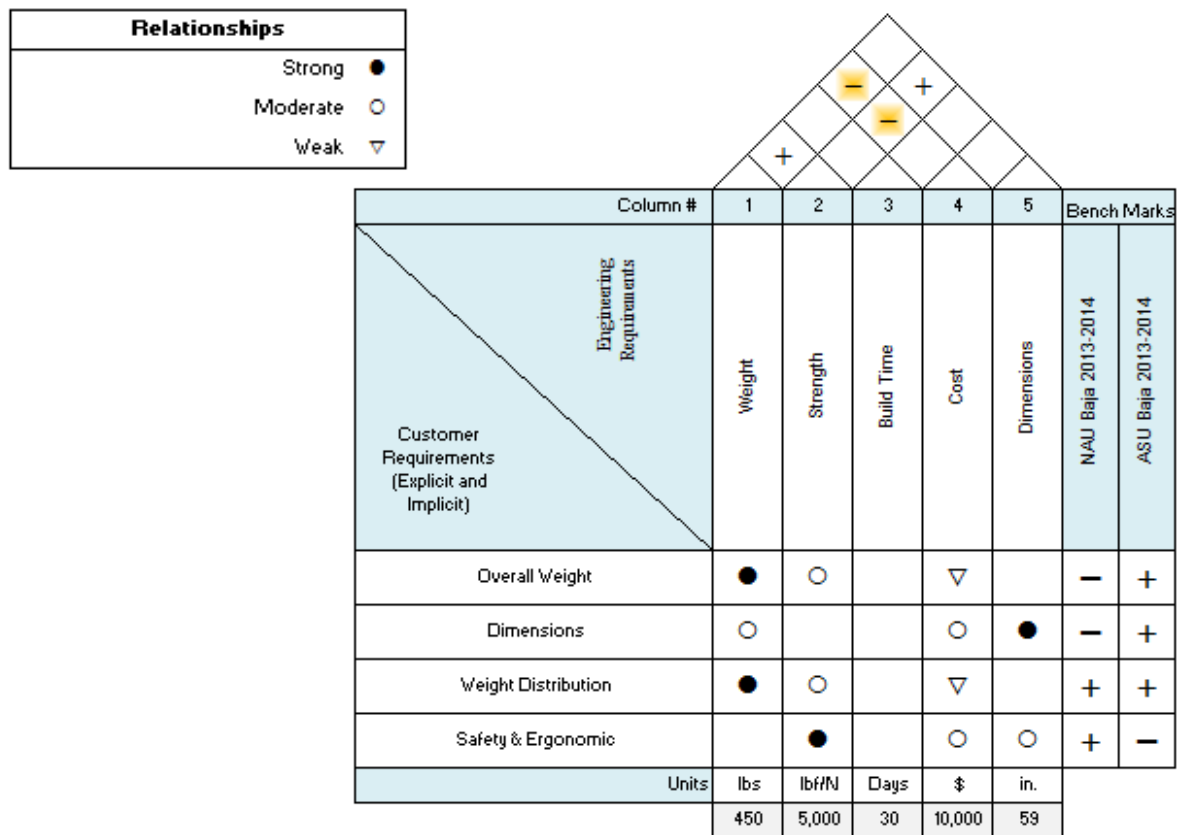 Relationships
Strong ●
Moderate ○
Weak ▽
−
+
−
+
Column # 1 2 3 4 5 Bench Marks
Engineering
Requirements
Customer
Requirements
(Explicit and
Implicit)
Weight
Strength
Build Time
Cost
Dimensions
NAU Baja 2013-2014
ASU Baja 2013-2014
Overall Weight ● ○ ▽ − +
Dimensions ○ ○ ● − +
Weight Distribution ● ○ ▽ + +
Safety & Ergonomic ● ○ ○ + −
Units lbs lbf/N Days $ in.
450 5,000 30 10,000 59